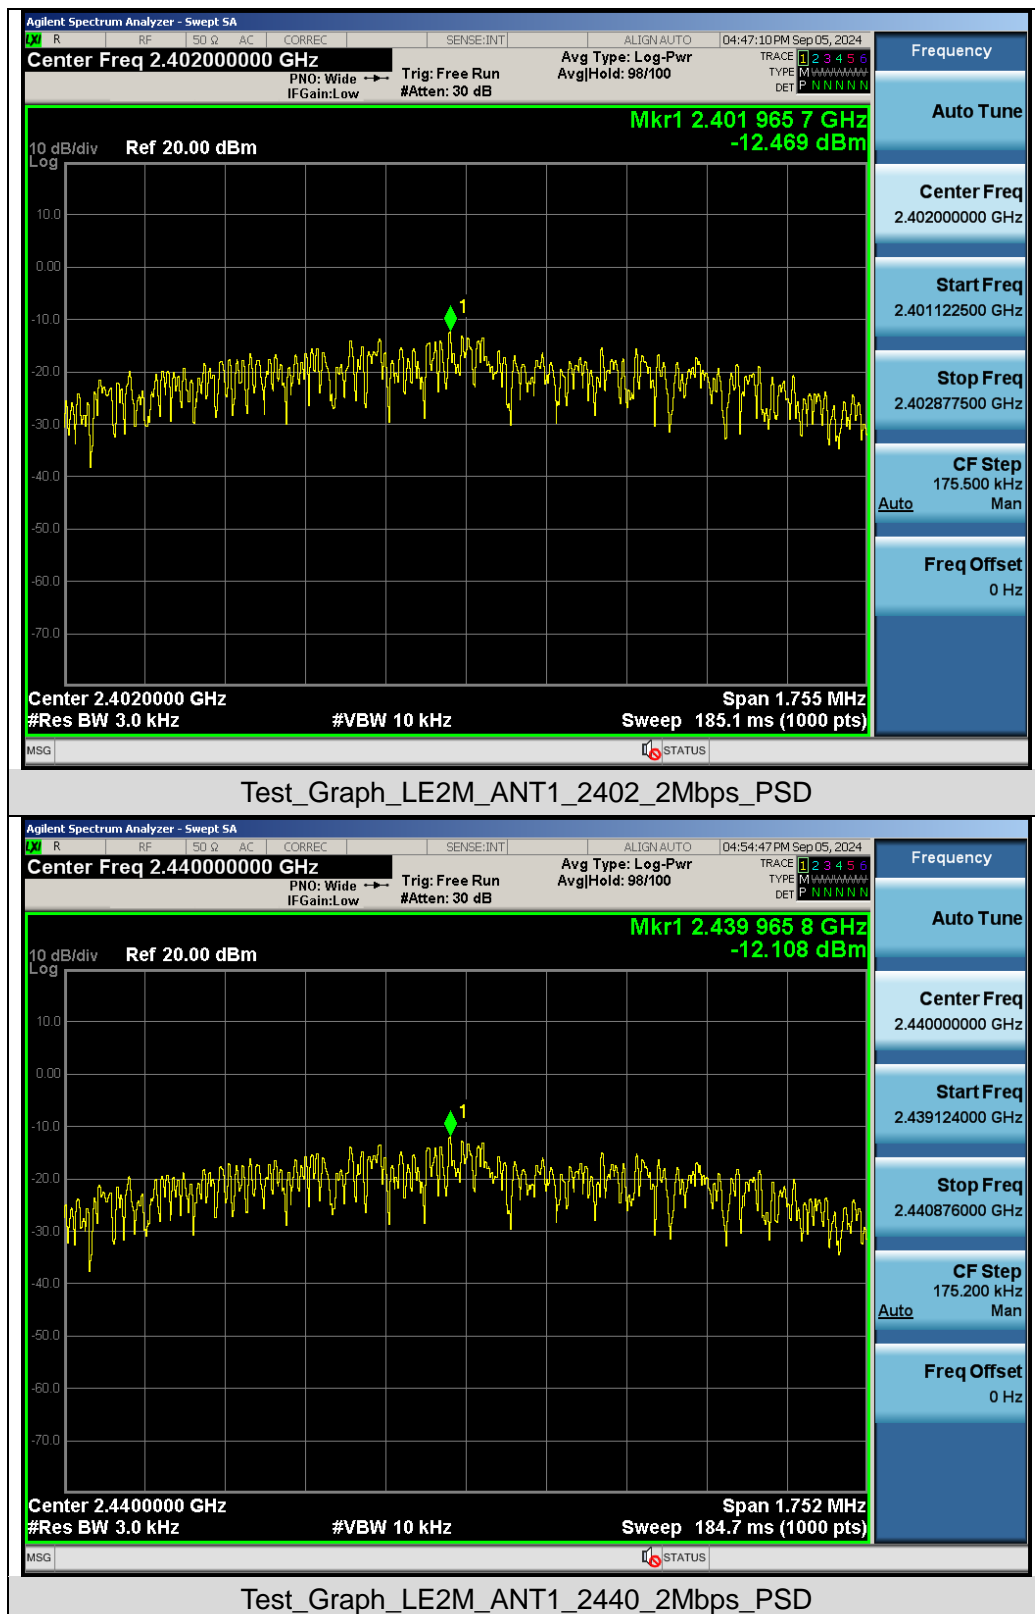 Agilent Spectrum Analyzer - Swept SA
LXI R RF 50 Ω AC CORREC SENSE:INT ALIGN AUTO 04:47:10 PM Sep 05, 2024
Center Freq 2.402000000 GHz
PNO: Wide
IFGain:Low
Trig: Free Run
#Atten: 30 dB
Avg Type: Log-Pwr
Avg|Hold: 98/100
TRACE 1 2 3 4 5 6
TYPE M WWWWW
DET P N N N N N
Mkr1 2.401 965 7 GHz
-12.469 dBm
10 dB/div Ref 20.00 dBm
Log
10.0
0.00
1
-10.0
-20.0
-30.0
-40.0
-50.0
-60.0
-70.0
Center 2.4020000 GHz Span 1.755 MHz
#Res BW 3.0 kHz #VBW 10 kHz Sweep 185.1 ms (1000 pts)
MSG STATUS
Frequency
Auto Tune
Center Freq
2.402000000 GHz
Start Freq
2.401122500 GHz
Stop Freq
2.402877500 GHz
CF Step
175.500 kHz
Auto Man
Freq Offset
0 Hz
Test_Graph_LE2M_ANT1_2402_2Mbps_PSD
Agilent Spectrum Analyzer - Swept SA
LXI R RF 50 Ω AC CORREC SENSE:INT ALIGN AUTO 04:54:47 PM Sep 05, 2024
Center Freq 2.440000000 GHz
PNO: Wide
IFGain:Low
Trig: Free Run
#Atten: 30 dB
Avg Type: Log-Pwr
Avg|Hold: 98/100
TRACE 1 2 3 4 5 6
TYPE M WWWWW
DET P N N N N N
Mkr1 2.439 965 8 GHz
-12.108 dBm
10 dB/div Ref 20.00 dBm
Log
10.0
0.00
1
-10.0
-20.0
-30.0
-40.0
-50.0
-60.0
-70.0
Center 2.4400000 GHz Span 1.752 MHz
#Res BW 3.0 kHz #VBW 10 kHz Sweep 184.7 ms (1000 pts)
MSG STATUS
Frequency
Auto Tune
Center Freq
2.440000000 GHz
Start Freq
2.439124000 GHz
Stop Freq
2.440876000 GHz
CF Step
175.200 kHz
Auto Man
Freq Offset
0 Hz
Test_Graph_LE2M_ANT1_2440_2Mbps_PSD